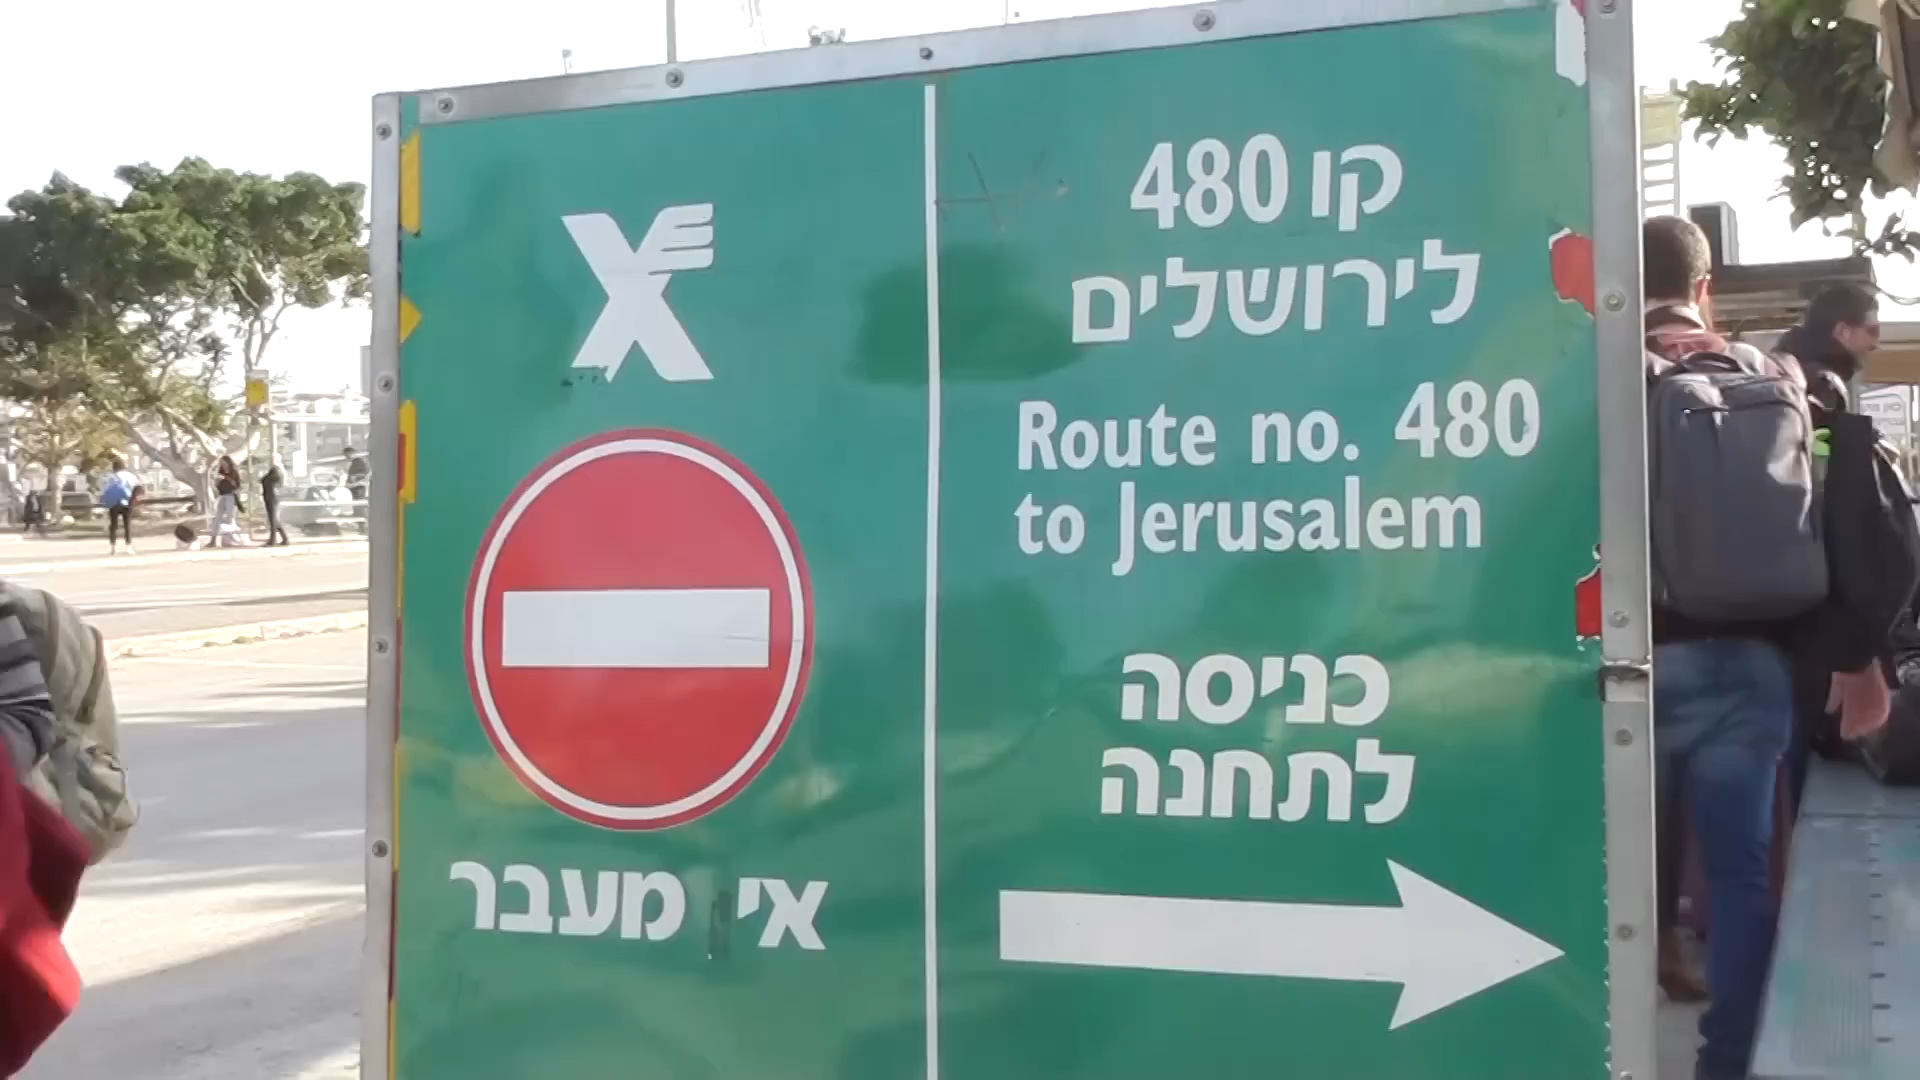 קו 480
לירושלים
Route no. 480
to Jerusalem
כניסה
לתחנה
אי מעבר